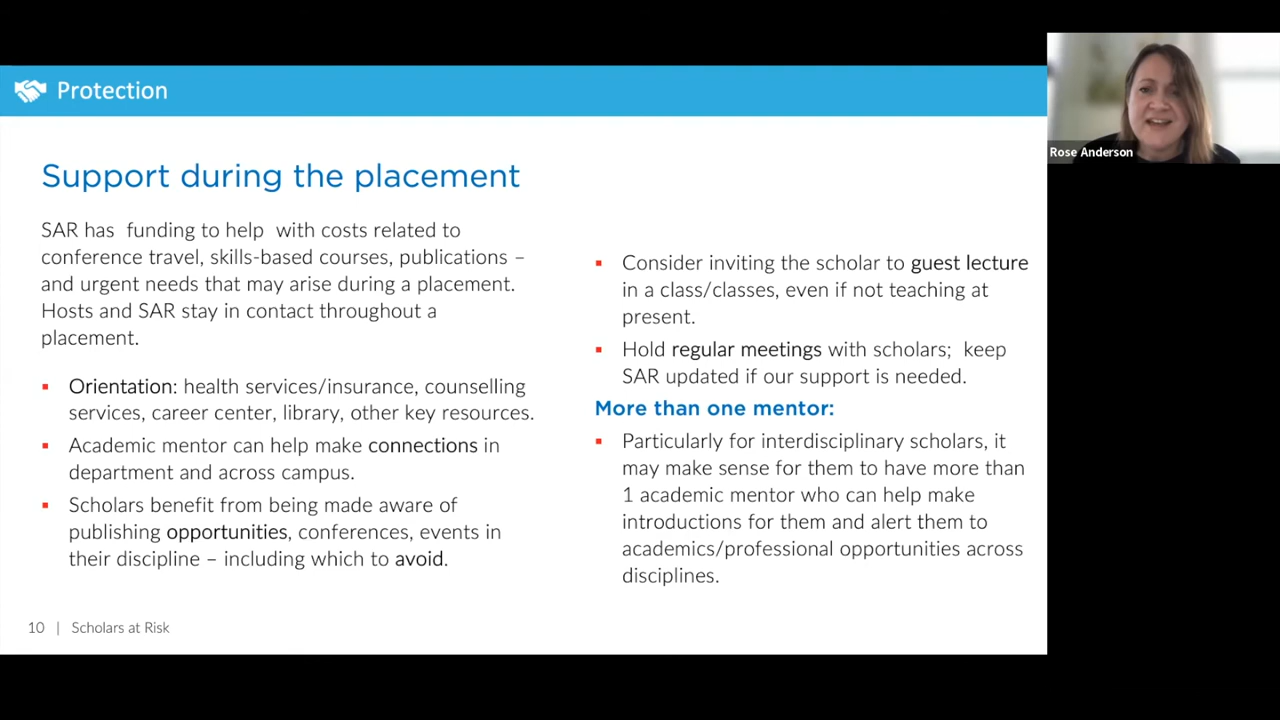 Protection
Support during the placement
SAR has funding to help with costs related to
conference travel, skills-based courses, publications –
and urgent needs that may arise during a placement.
Hosts and SAR stay in contact throughout a
placement.
▪ Orientation: health services/insurance, counselling
services, career center, library, other key resources.
▪ Academic mentor can help make connections in
department and across campus.
▪ Scholars benefit from being made aware of
publishing opportunities, conferences, events in
their discipline – including which to avoid.
▪ Consider inviting the scholar to guest lecture
in a class/classes, even if not teaching at
present.
▪ Hold regular meetings with scholars; keep
SAR updated if our support is needed.
More than one mentor:
▪ Particularly for interdisciplinary scholars, it
may make sense for them to have more than
1 academic mentor who can help make
introductions for them and alert them to
academics/professional opportunities across
disciplines.
10 | Scholars at Risk
Rose Anderson